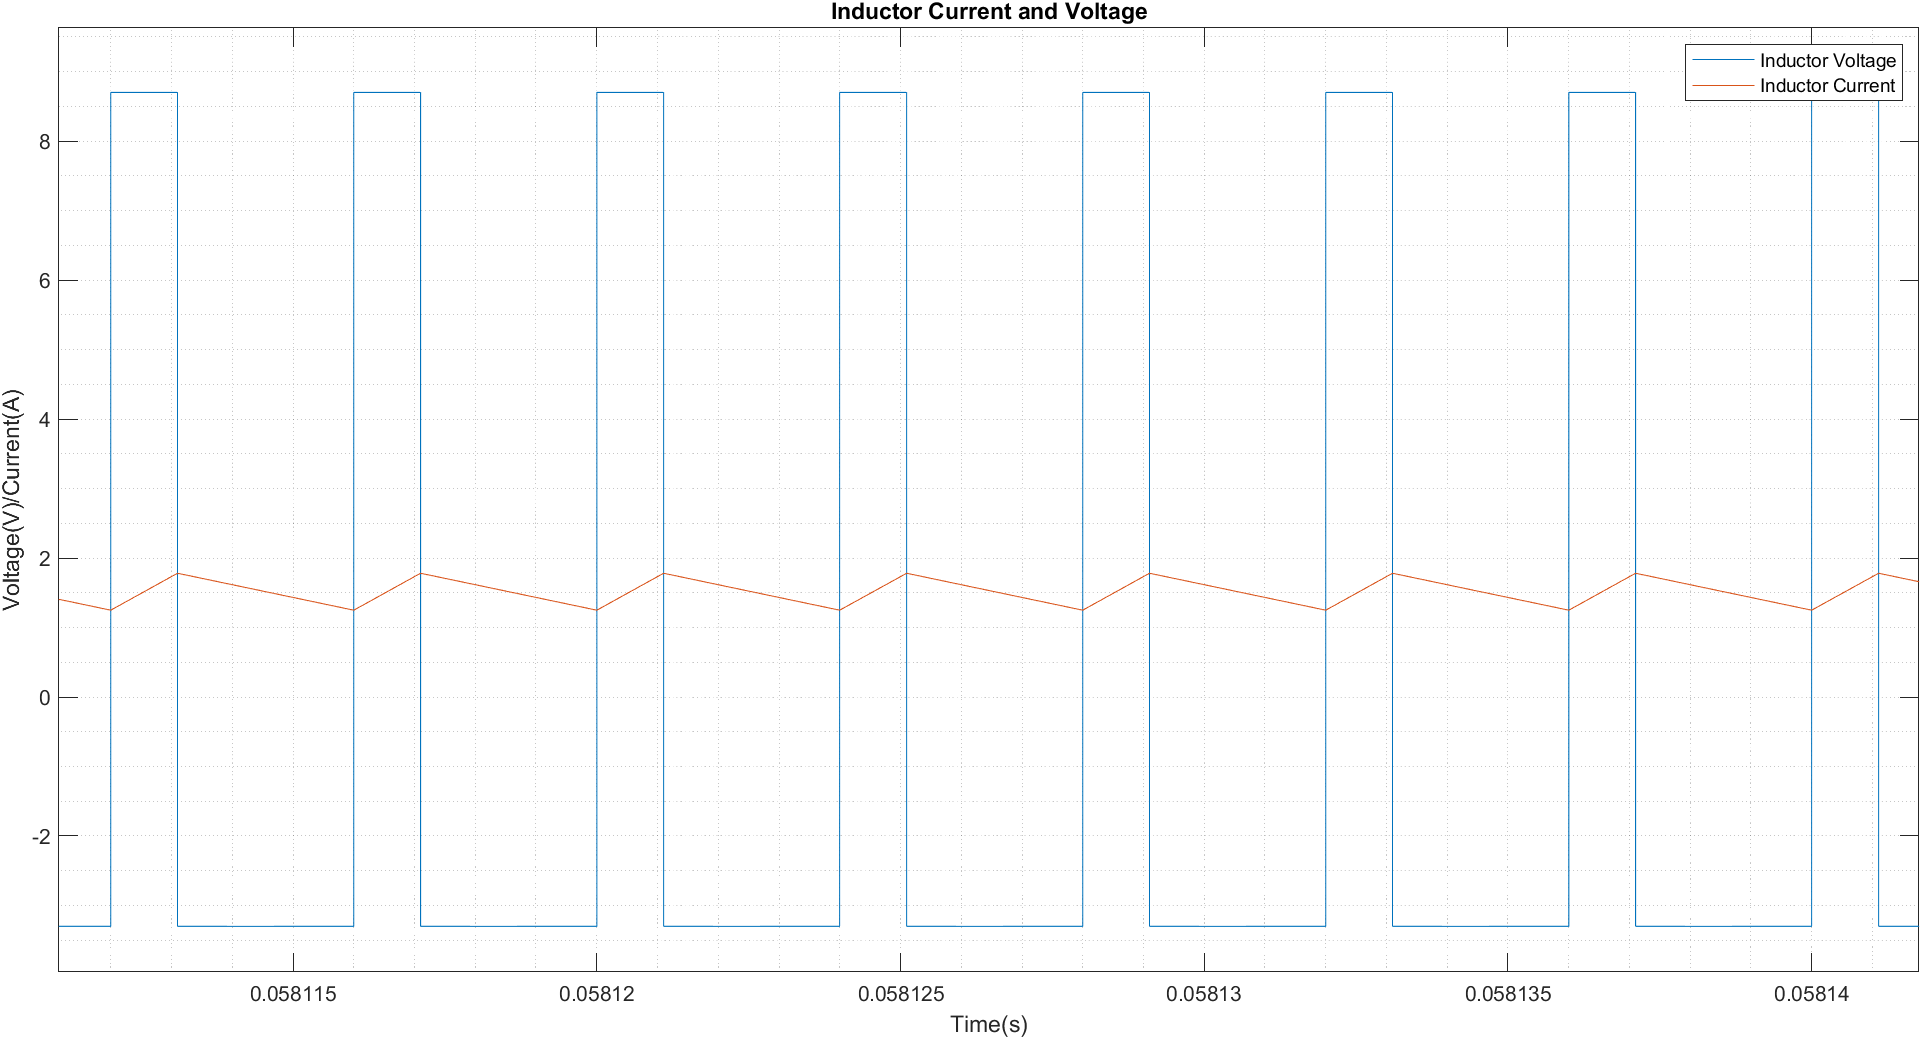 Inductor Current and Voltage
Inductor Voltage
Inductor Current
8
6
4
2
0
-2
Voltage(V)/Current(A)
0.058115
0.05812
0.058125
0.05813
0.058135
0.05814
Time(s)